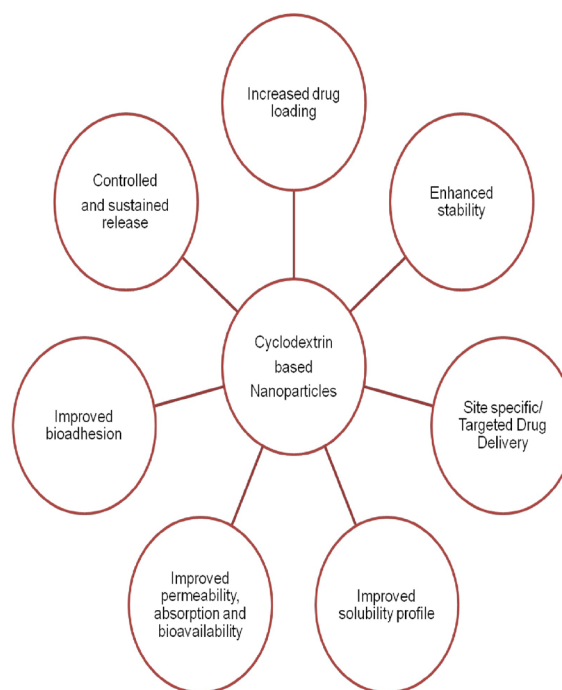 Increased drug
loading
Enhanced
stability
Site specific/
Targeted Drug
Delivery
Improved
solubility profile
Improved
permeability,
absorption and
bioavailability
Improved
bioadhesion
Controlled
and sustained
release
Cyclodextrin
based
Nanoparticles